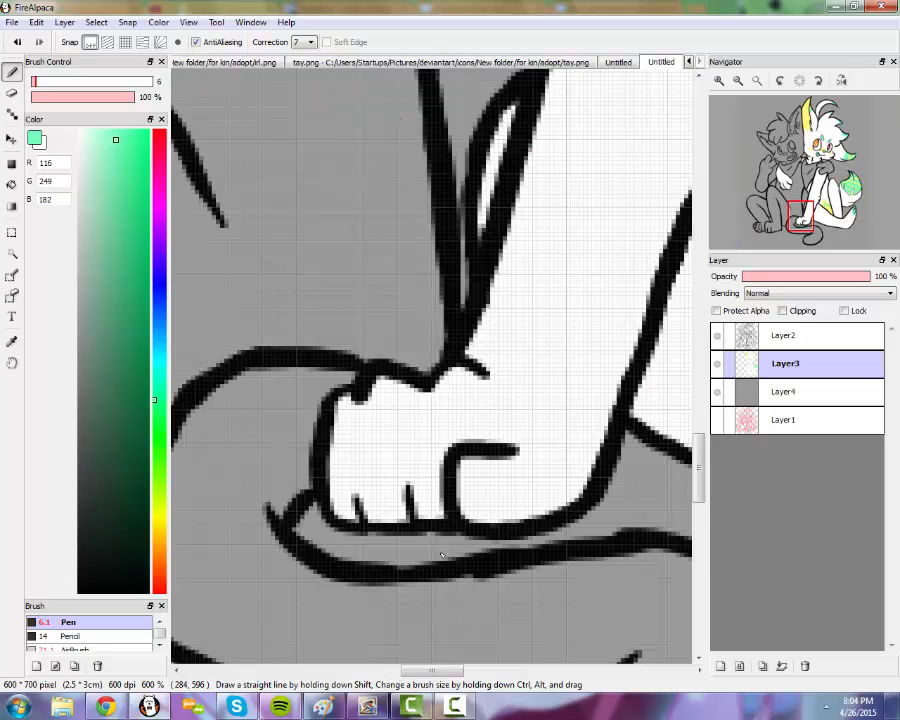 FireAlpaca
File Edit Layer Select Snap Color View Tool Window Help
Snap AntiAliasing Correction 7 Soft Edge
Brush Control
ew folder/for kin/adopt/irl.png tay.png - C:/Users/Startups/Pictures/deviantart/icons/New folder/for kin/adopt/tay.png Untitled Untitled
Navigator
6
100 %
Color
R 116
G 249
B 182
Layer
Opacity 100 %
Blending Normal
Protect Alpha Clipping Lock
Layer2
Layer3
Layer4
Layer1
Brush
6.1 Pen
14 Pencil
AirBrush
600 * 700 pixel (2.5 * 3cm) 600 dpi 600 % (284, 596) Draw a straight line by holding down Shift, Change a brush size by holding down Ctrl, Alt, and drag
8:04 PM
4/26/2015